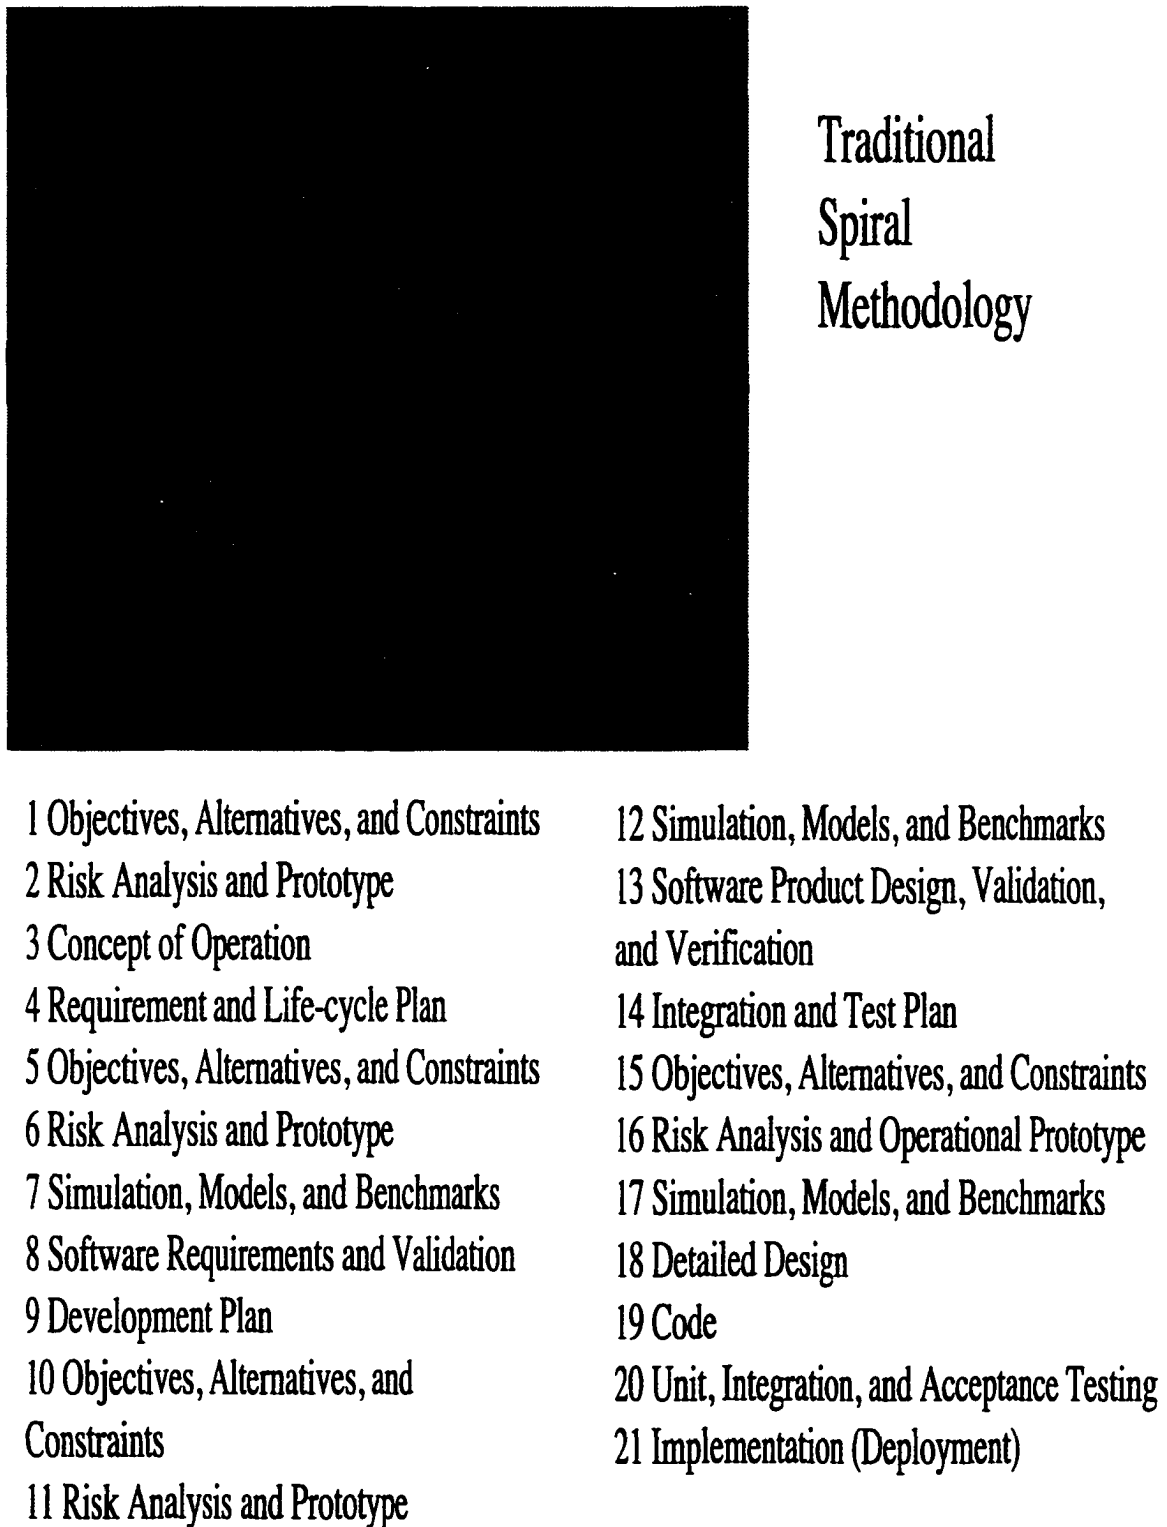 Traditional
Spiral
Methodology
1 Objectives, Alternatives, and Constraints
2 Risk Analysis and Prototype
3 Concept of Operation
4 Requirement and Life-cycle Plan
5 Objectives, Alternatives, and Constraints
6 Risk Analysis and Prototype
7 Simulation, Models, and Benchmarks
8 Software Requirements and Validation
9 Development Plan
10 Objectives, Alternatives, and
Constraints
11 Risk Analysis and Prototype
12 Simulation, Models, and Benchmarks
13 Software Product Design, Validation,
and Verification
14 Integration and Test Plan
15 Objectives, Alternatives, and Constraints
16 Risk Analysis and Operational Prototype
17 Simulation, Models, and Benchmarks
18 Detailed Design
19 Code
20 Unit, Integration, and Acceptance Testing
21 Implementation (Deployment)